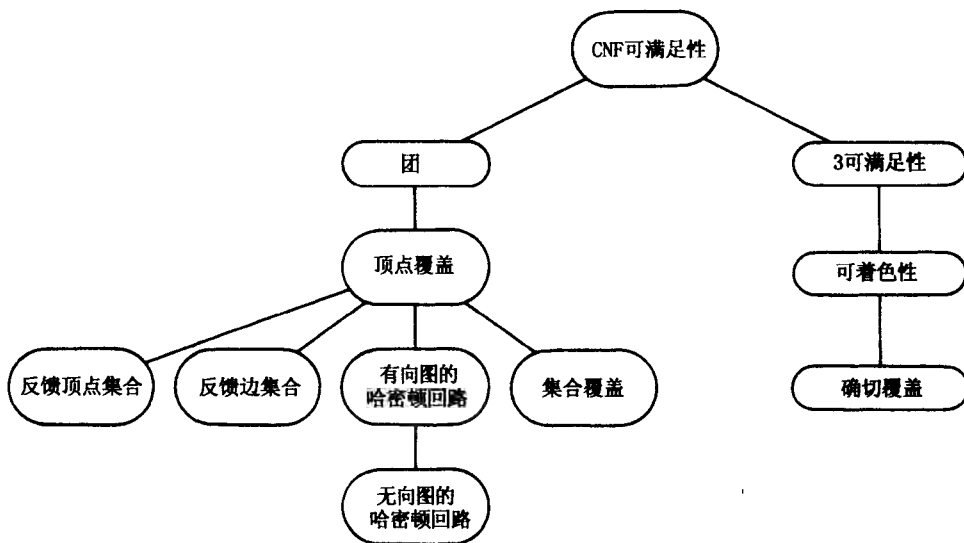 CNF可满足性
团
3可满足性
顶点覆盖
可着色性
反馈顶点集合
反馈边集合
有向图的
哈密顿回路
集合覆盖
确切覆盖
无向图的
哈密顿回路